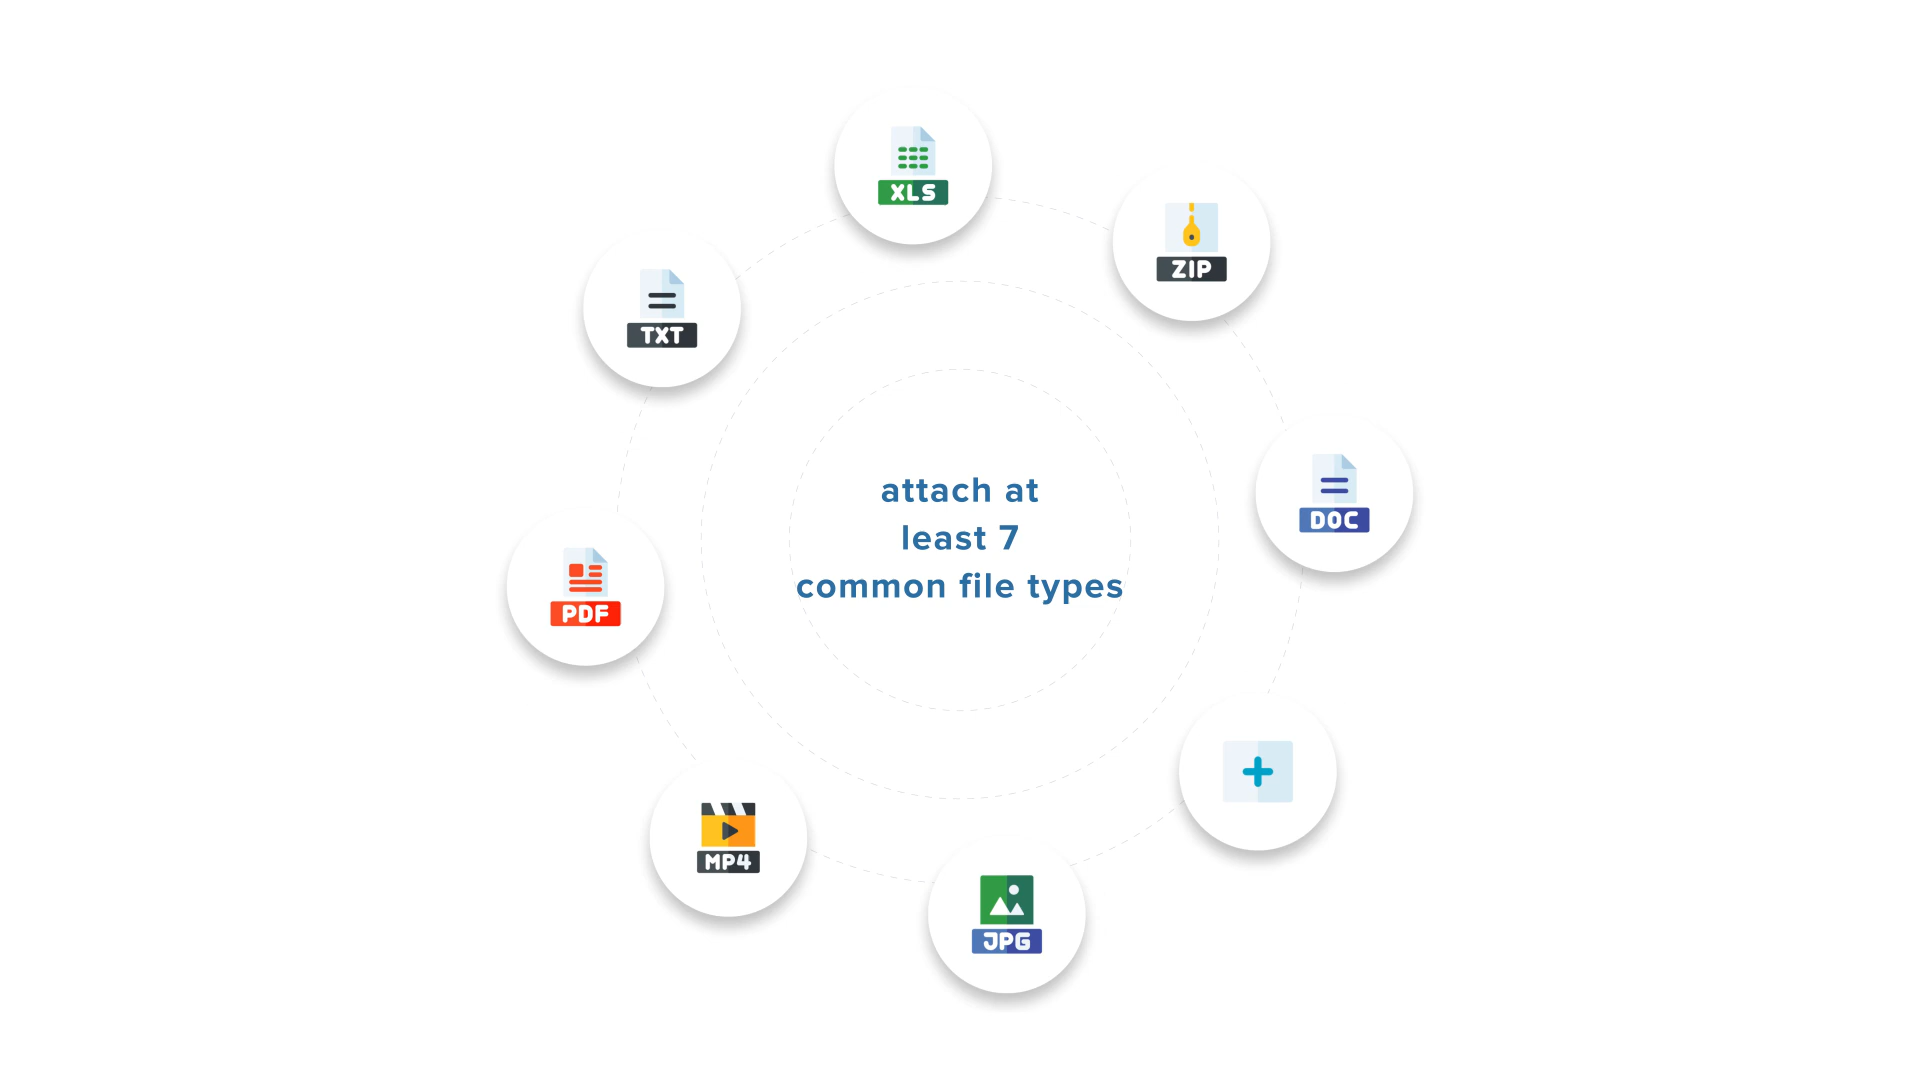 XLS
ZIP
TXT
attach at
least 7
common file types
DOC
PDF
MP4
JPG